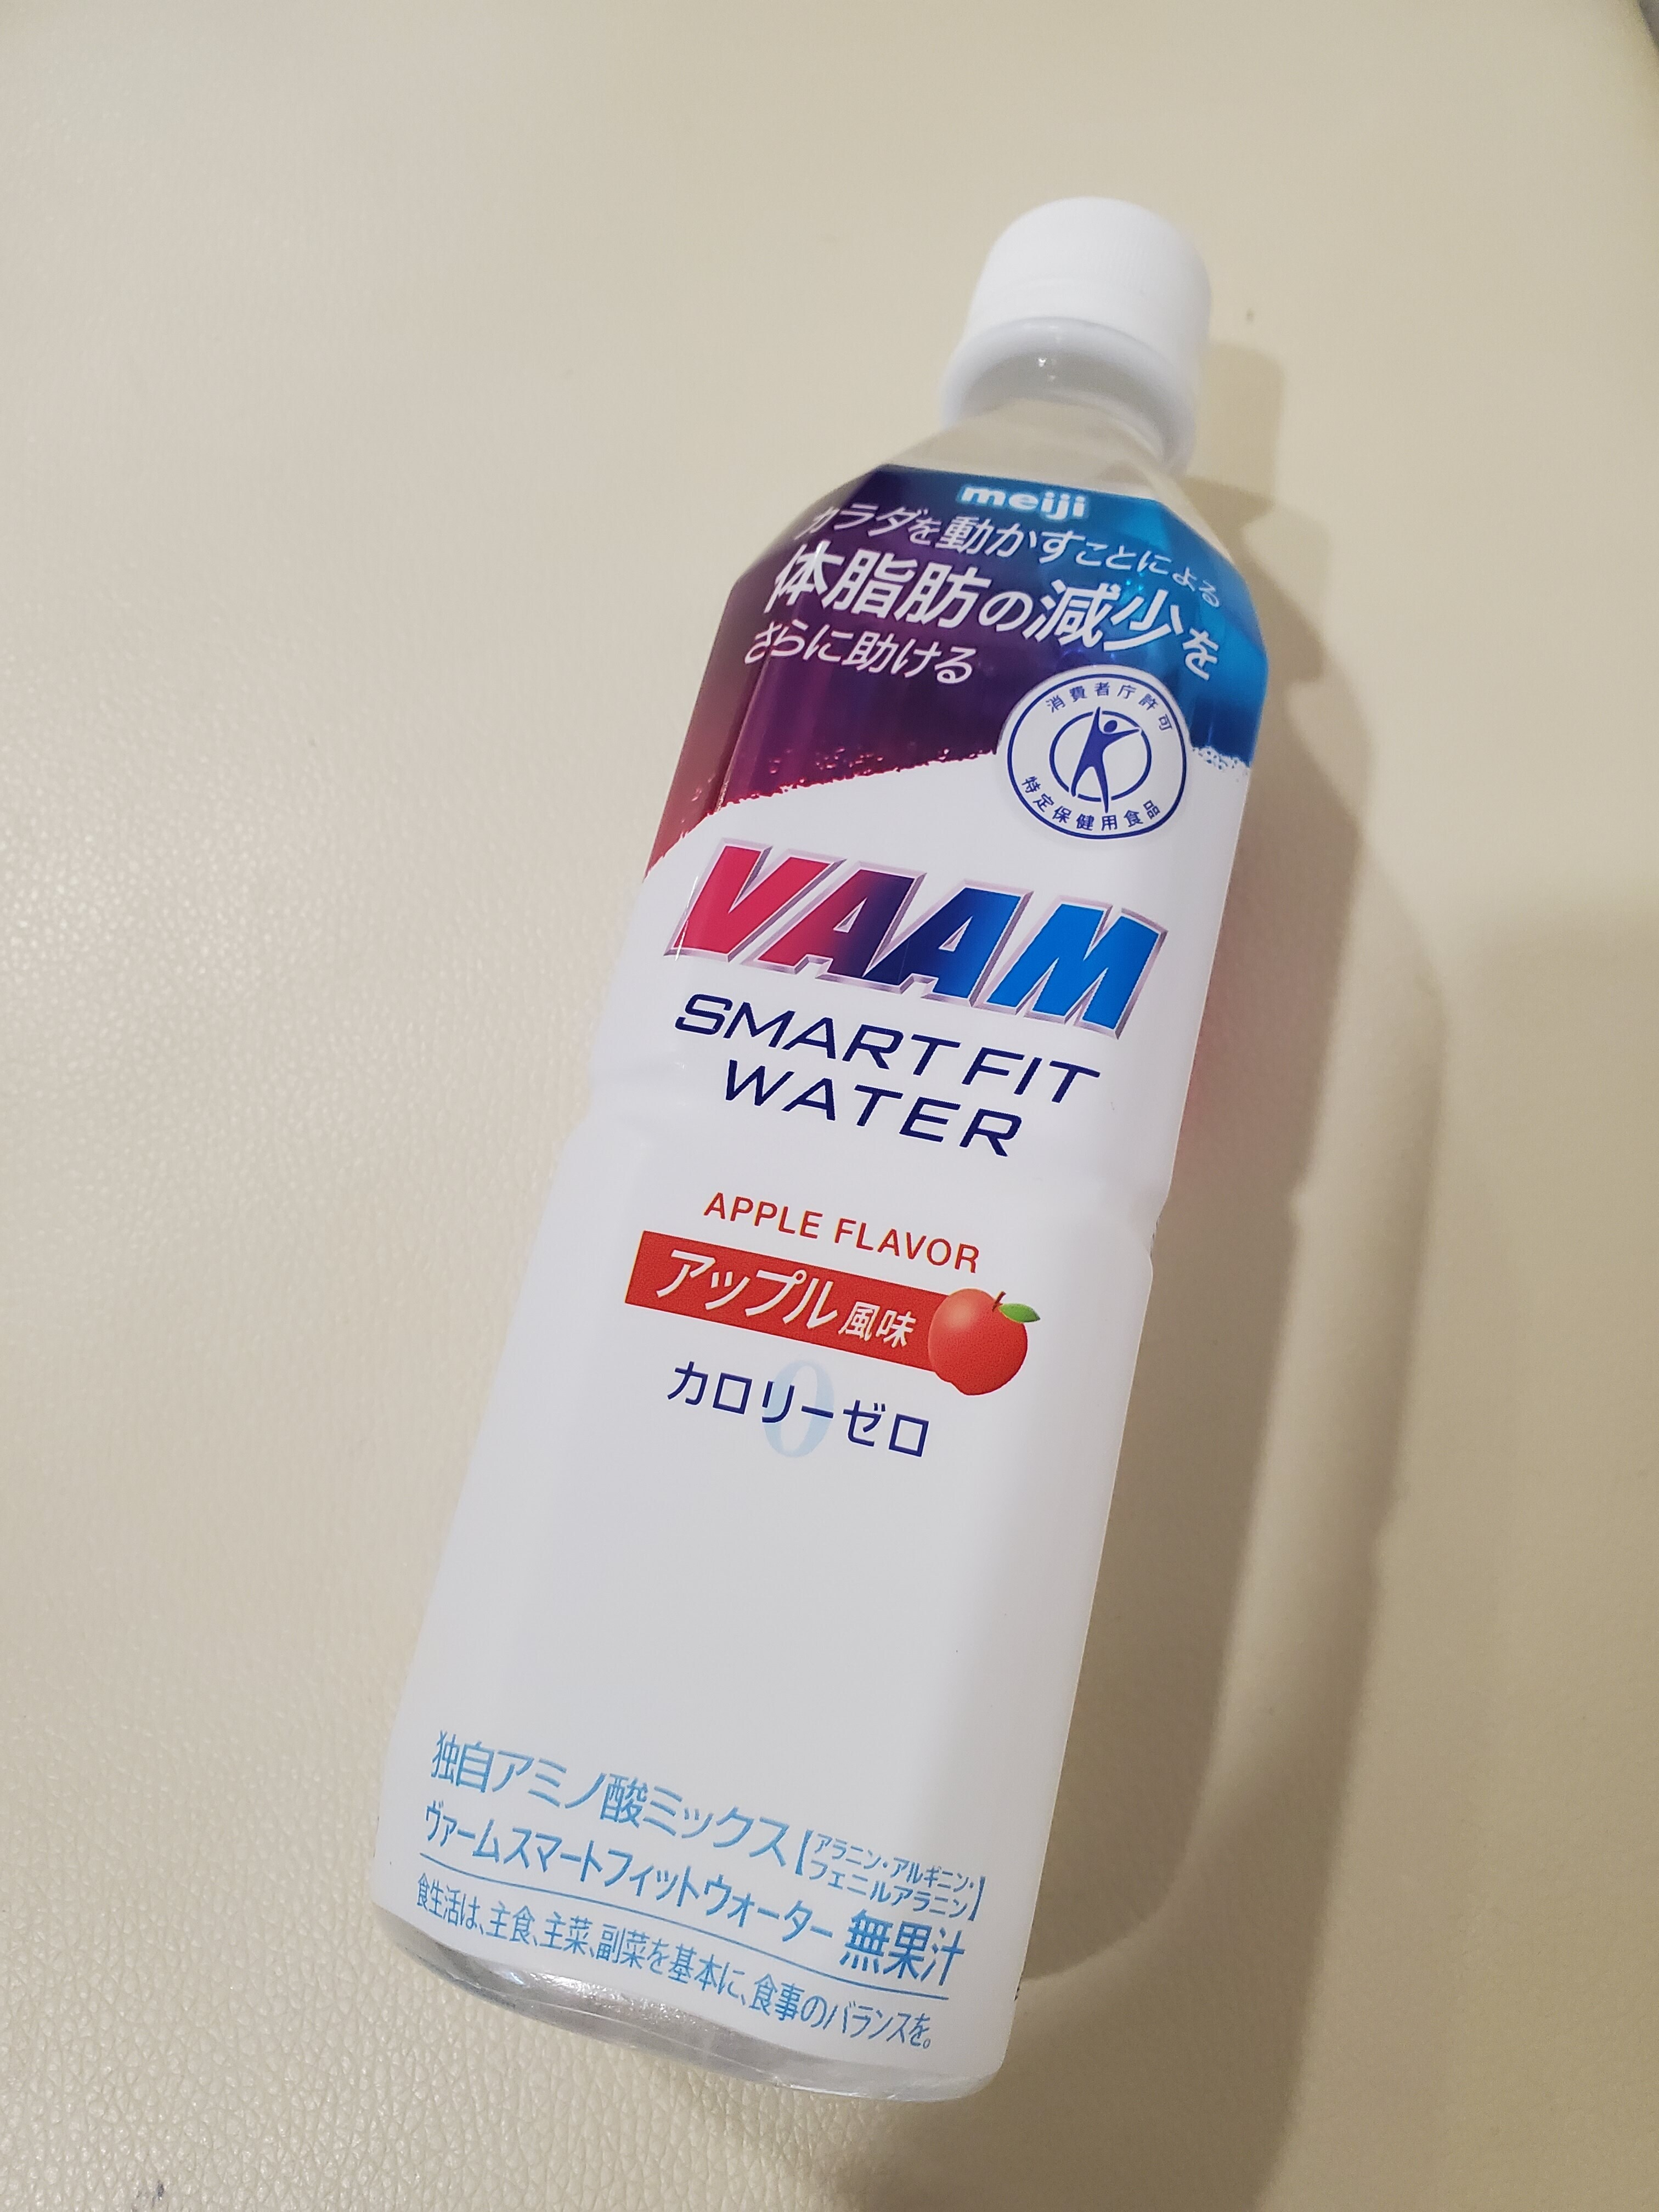 meiji
カラダを動かすことによる
体脂肪の減少を
さらに助ける
消費者庁許可
特定保健用食品
VAAM
SMART FIT
WATER
APPLE FLAVOR
アップル風味
0
カロリーゼロ
独自アミノ酸ミックス【アラニン・アルギニン・
フェニルアラニン】
ヴァームスマートフィットウォーター 無果汁
食生活は、主食、主菜、副菜を基本に、食事のバランスを。